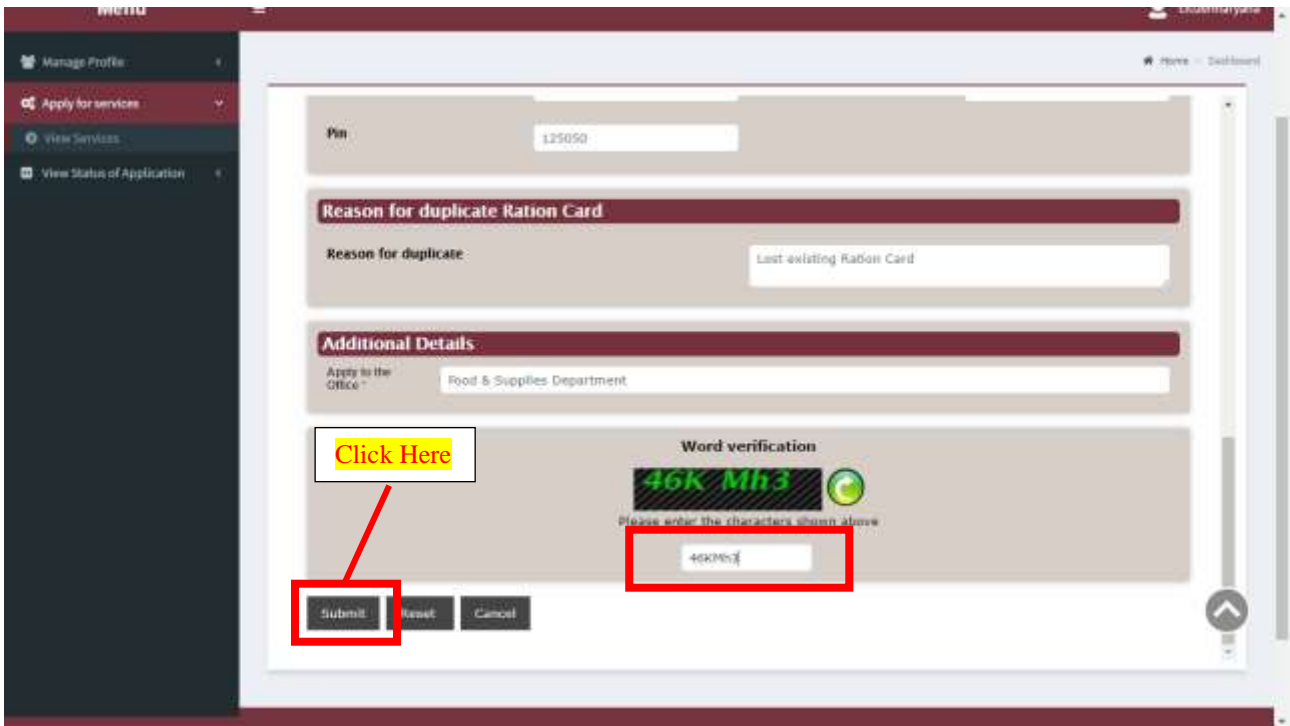 Menu
Manage Profile
Home - Dashboard
Apply for services
View Services
View Status of Application
Pin
125050
Reason for duplicate Ration Card
Reason for duplicate
Lost existing Ration Card
Additional Details
Apply to the
Office *
Food & Supplies Department
Click Here
Word verification
46K Mh3
Please enter the characters shown above
46KMh3
Submit
Reset
Cancel